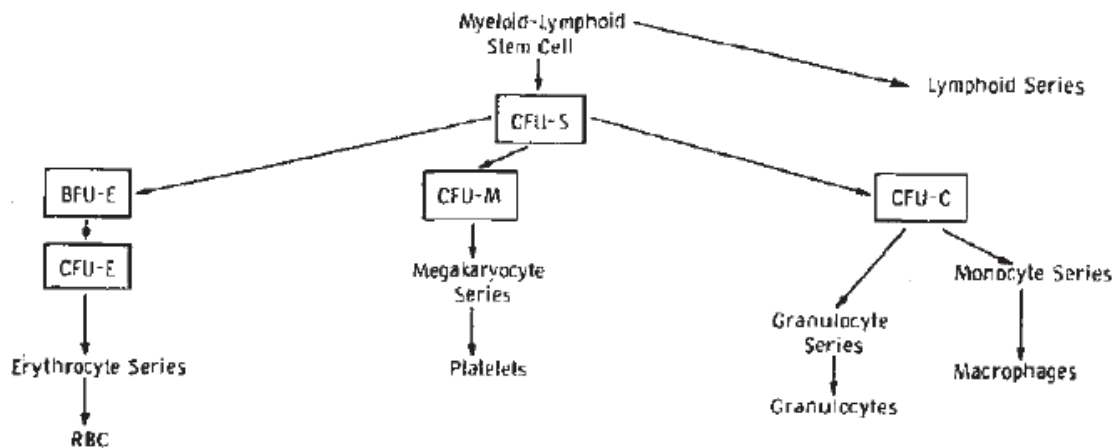 Myeloid-Lymphoid
Stem Cell
Lymphoid Series
CFU-S
BFU-E
CFU-M
CFU-C
CFU-E
Megakaryocyte
Series
Monocyte Series
Granulocyte
Series
Erythrocyte Series
Platelets
Macrophages
Granulocytes
RBC